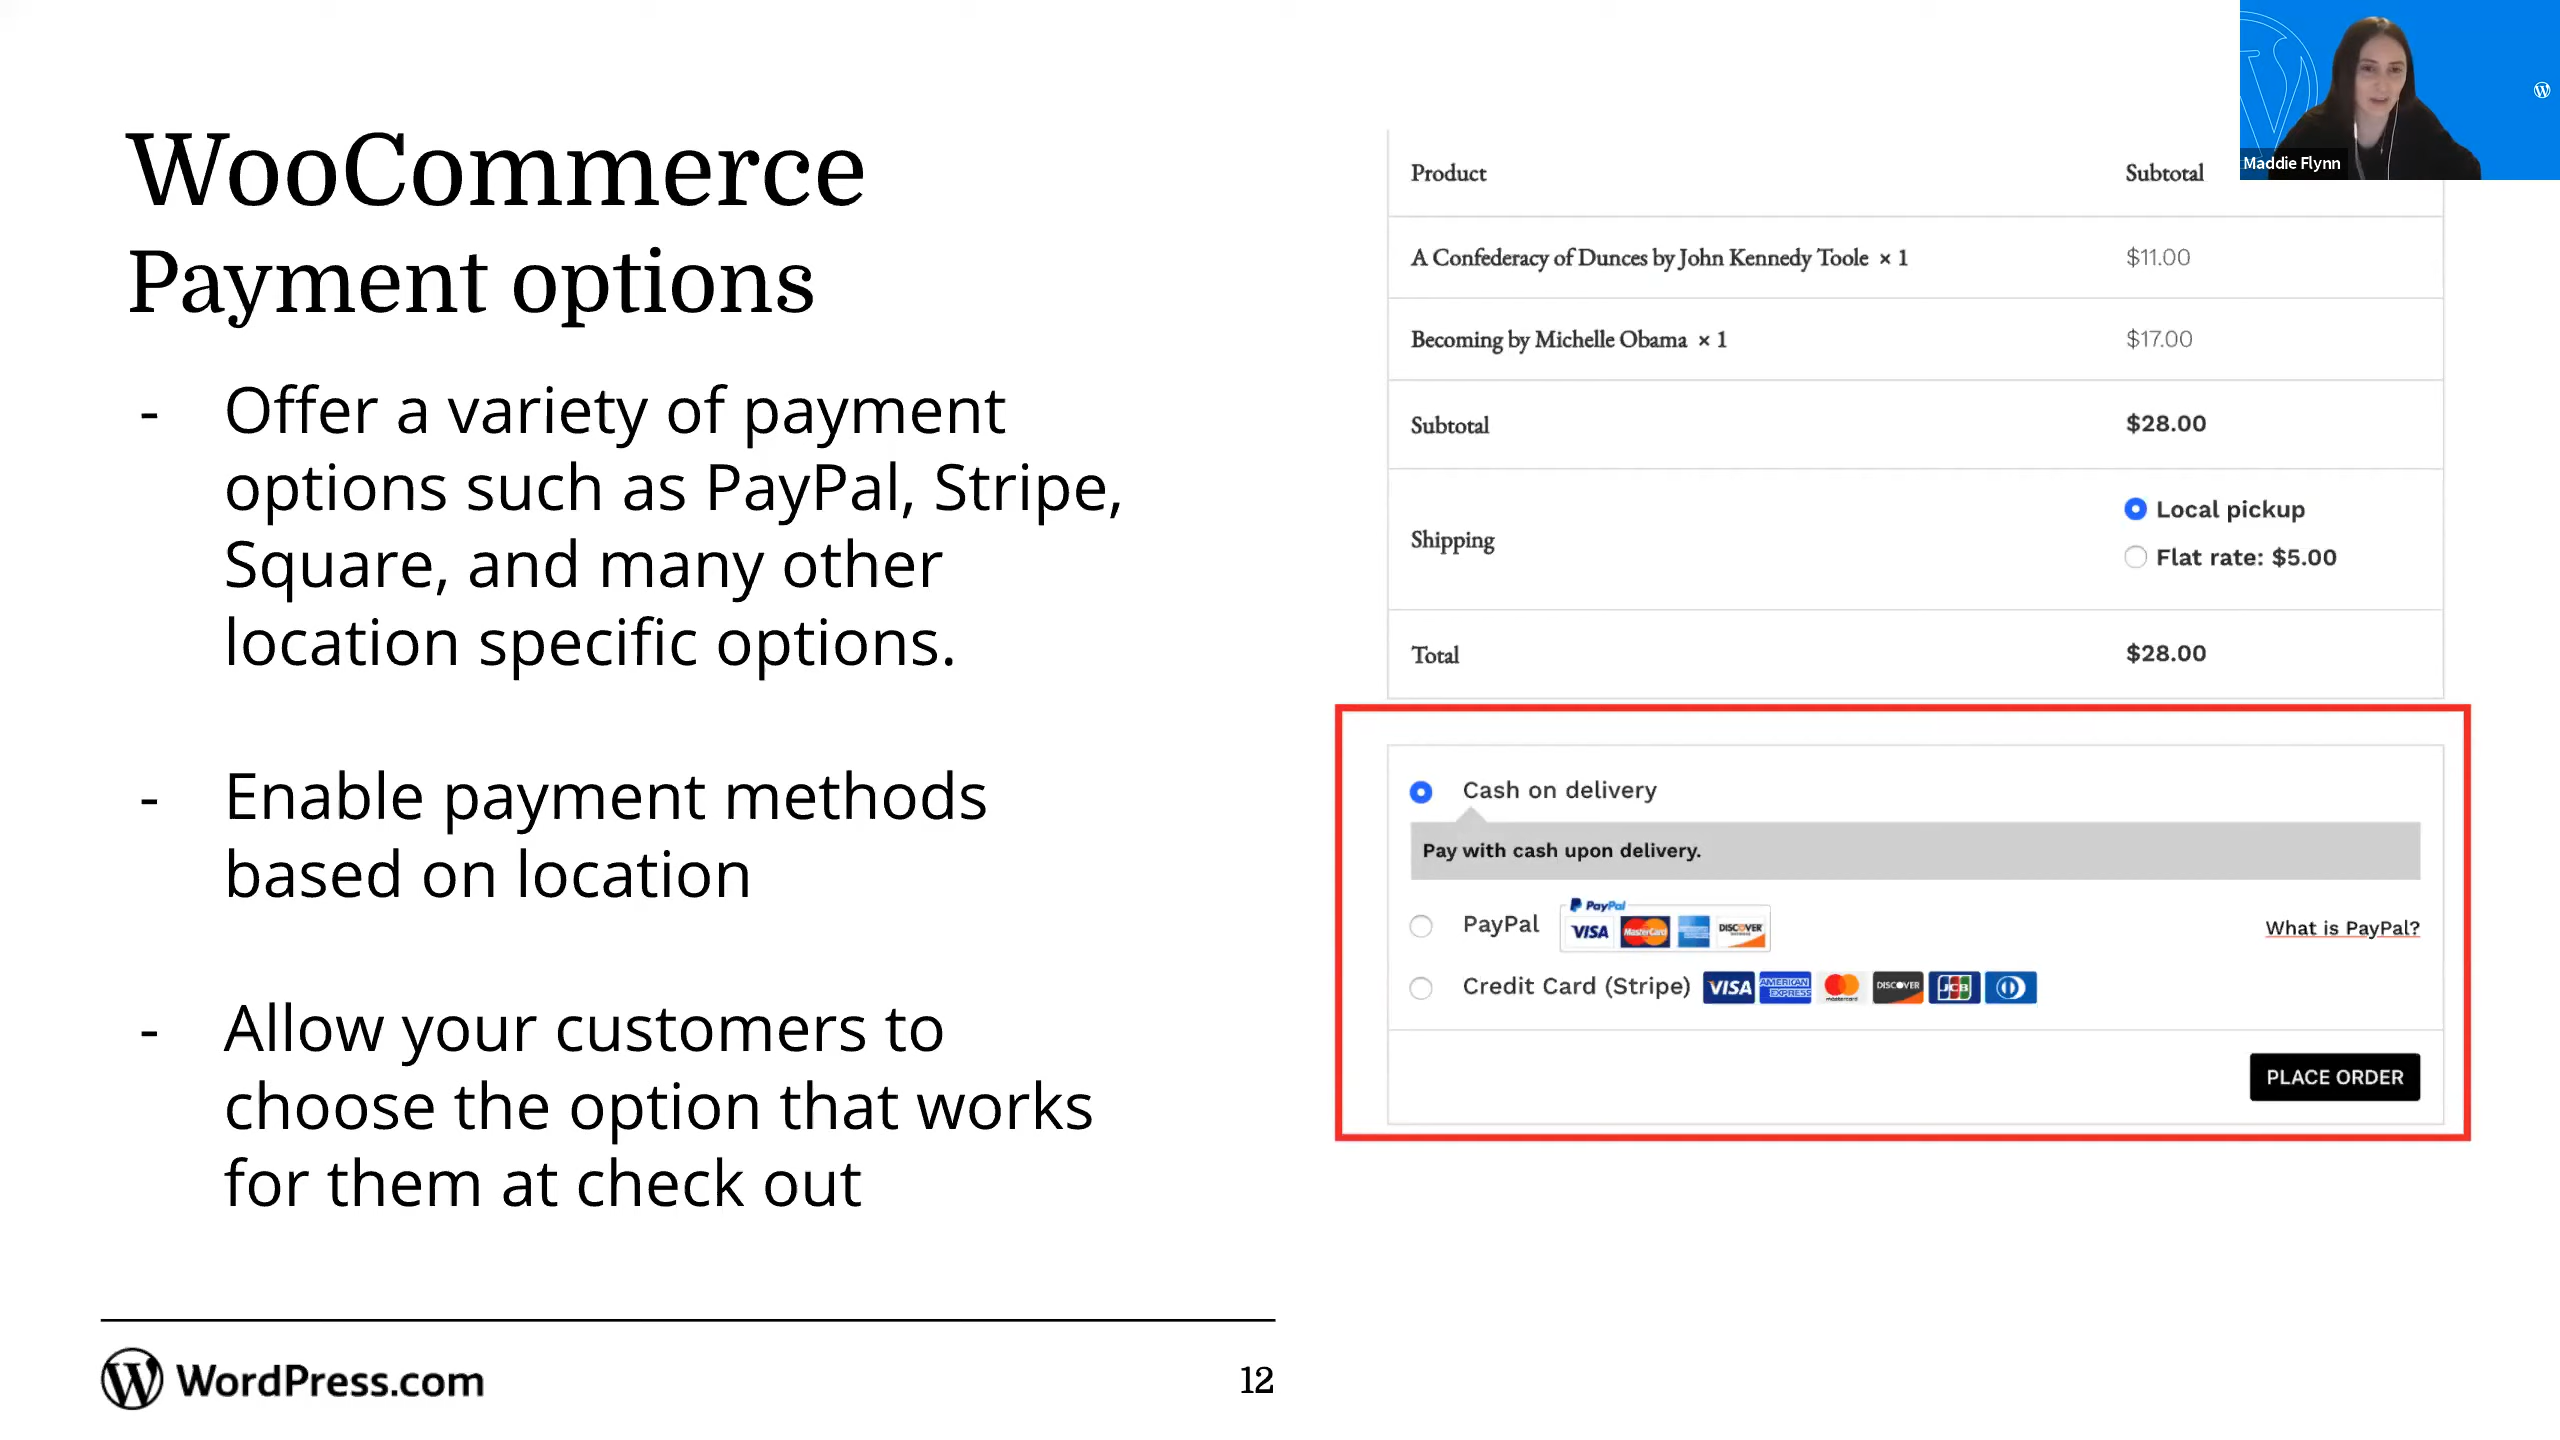 WooCommerce
Payment options
- Offer a variety of payment
options such as PayPal, Stripe,
Square, and many other
location specific options.
- Enable payment methods
based on location
- Allow your customers to
choose the option that works
for them at check out
WordPress.com
12
Maddie Flynn
Product Subtotal
A Confederacy of Dunces by John Kennedy Toole × 1 $11.00
Becoming by Michelle Obama × 1 $17.00
Subtotal $28.00
Shipping
Local pickup
Flat rate: $5.00
Total $28.00
Cash on delivery
Pay with cash upon delivery.
PayPal
PayPal VISA MasterCard DISCOVER
What is PayPal?
Credit Card (Stripe) VISA AMERICAN EXPRESS mastercard DISCOVER JCB
PLACE ORDER